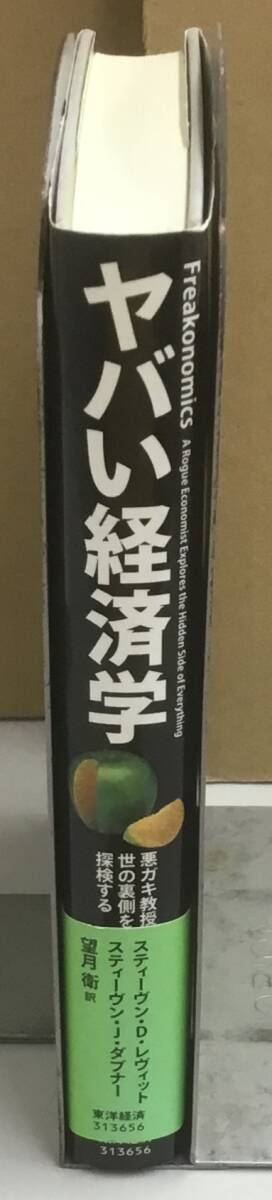 Freakonomics A Rogue Economist Explores the Hidden Side of Everything
ヤバい経済学
悪ガキ教授
世の裏側を
探検する
スティーヴン・D・レヴィット
スティーヴン・J・ダブナー
望月 衛 訳
東洋経済
313656
313656